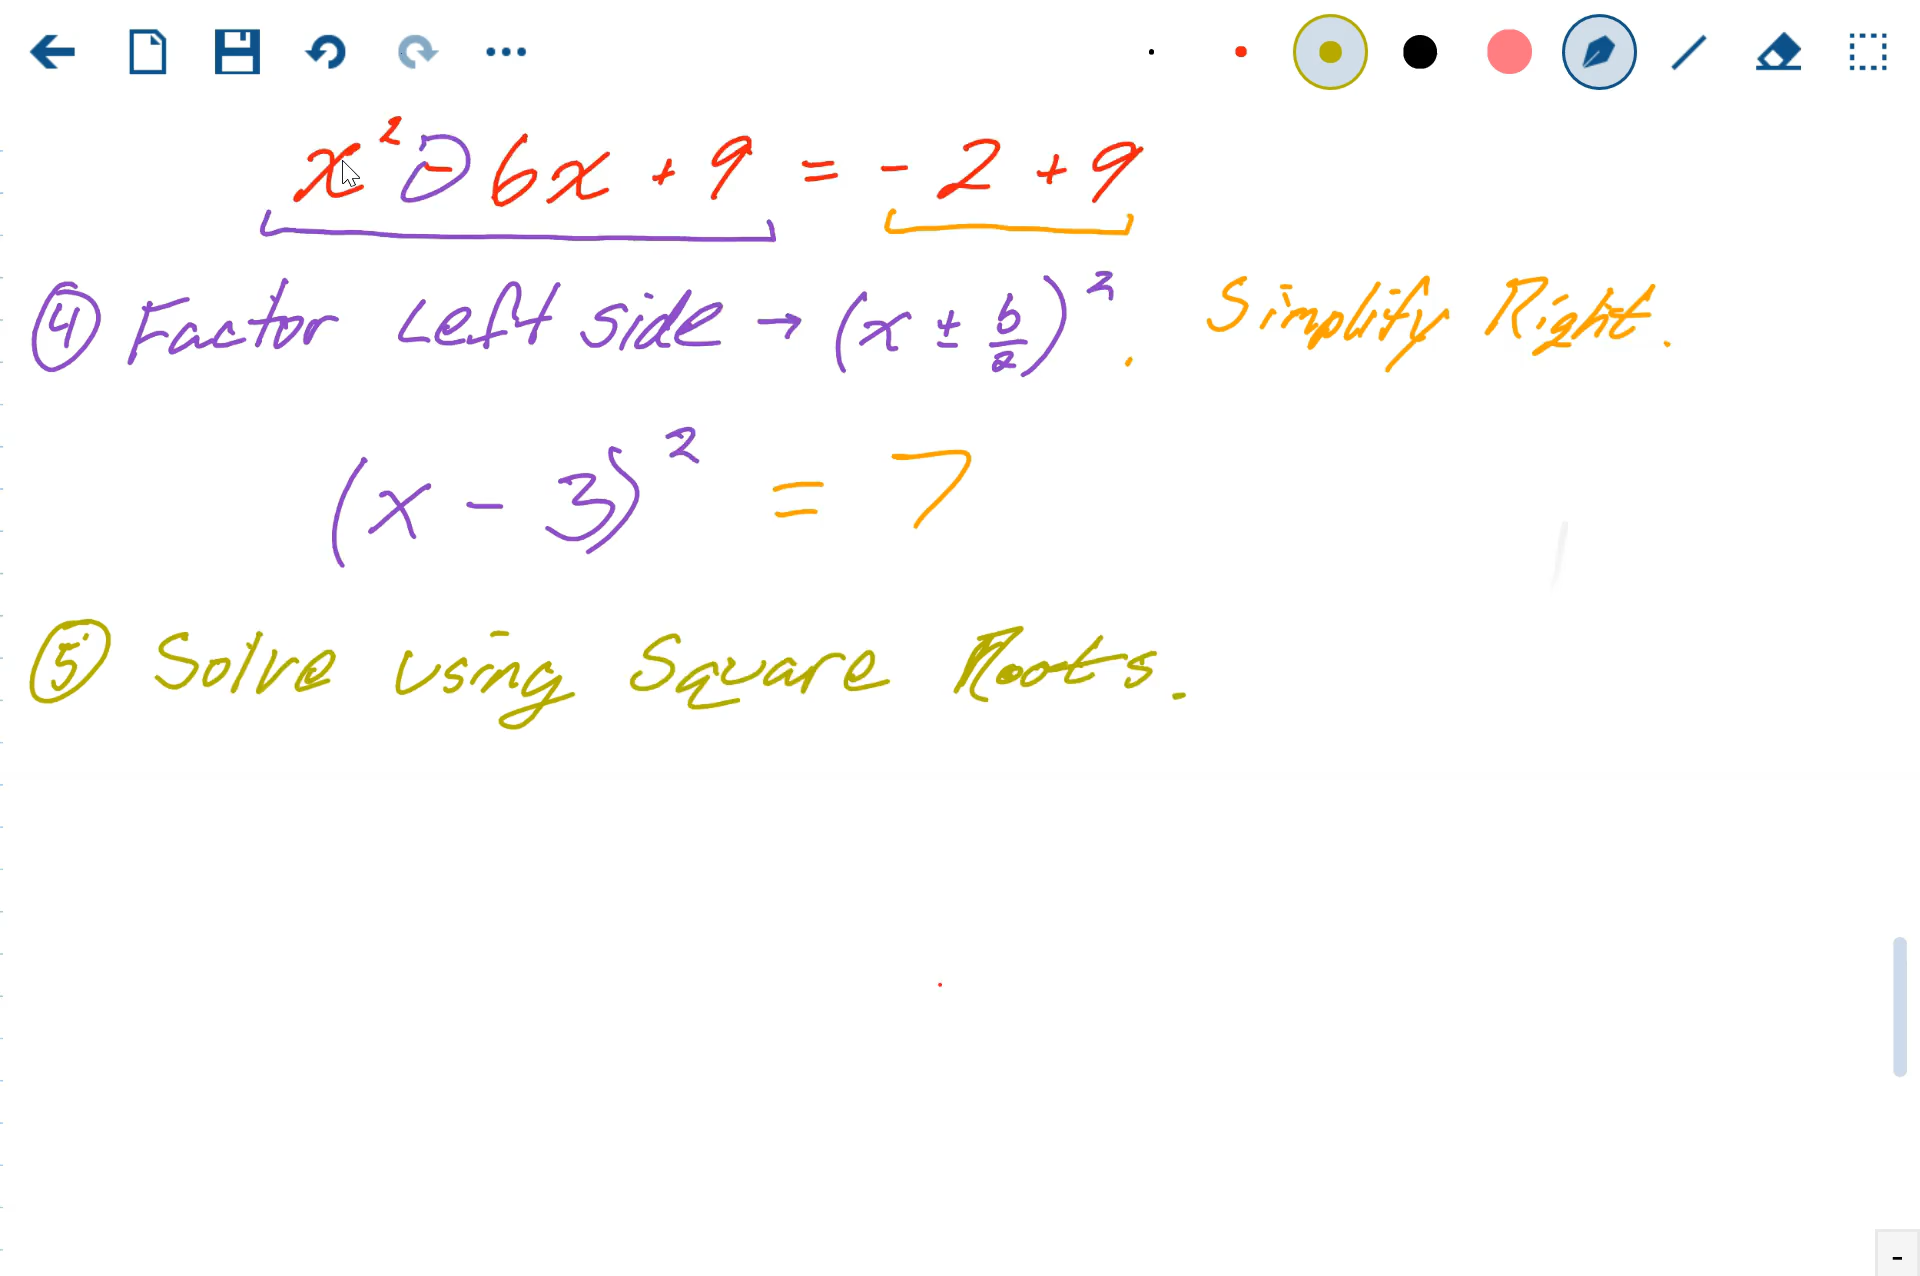 x² - 6x + 9 = - 2 + 9
④ Factor Left side → (x ± b/2)². Simplify Right.
(x - 3)² = 7
⑤ Solve using Square Roots.